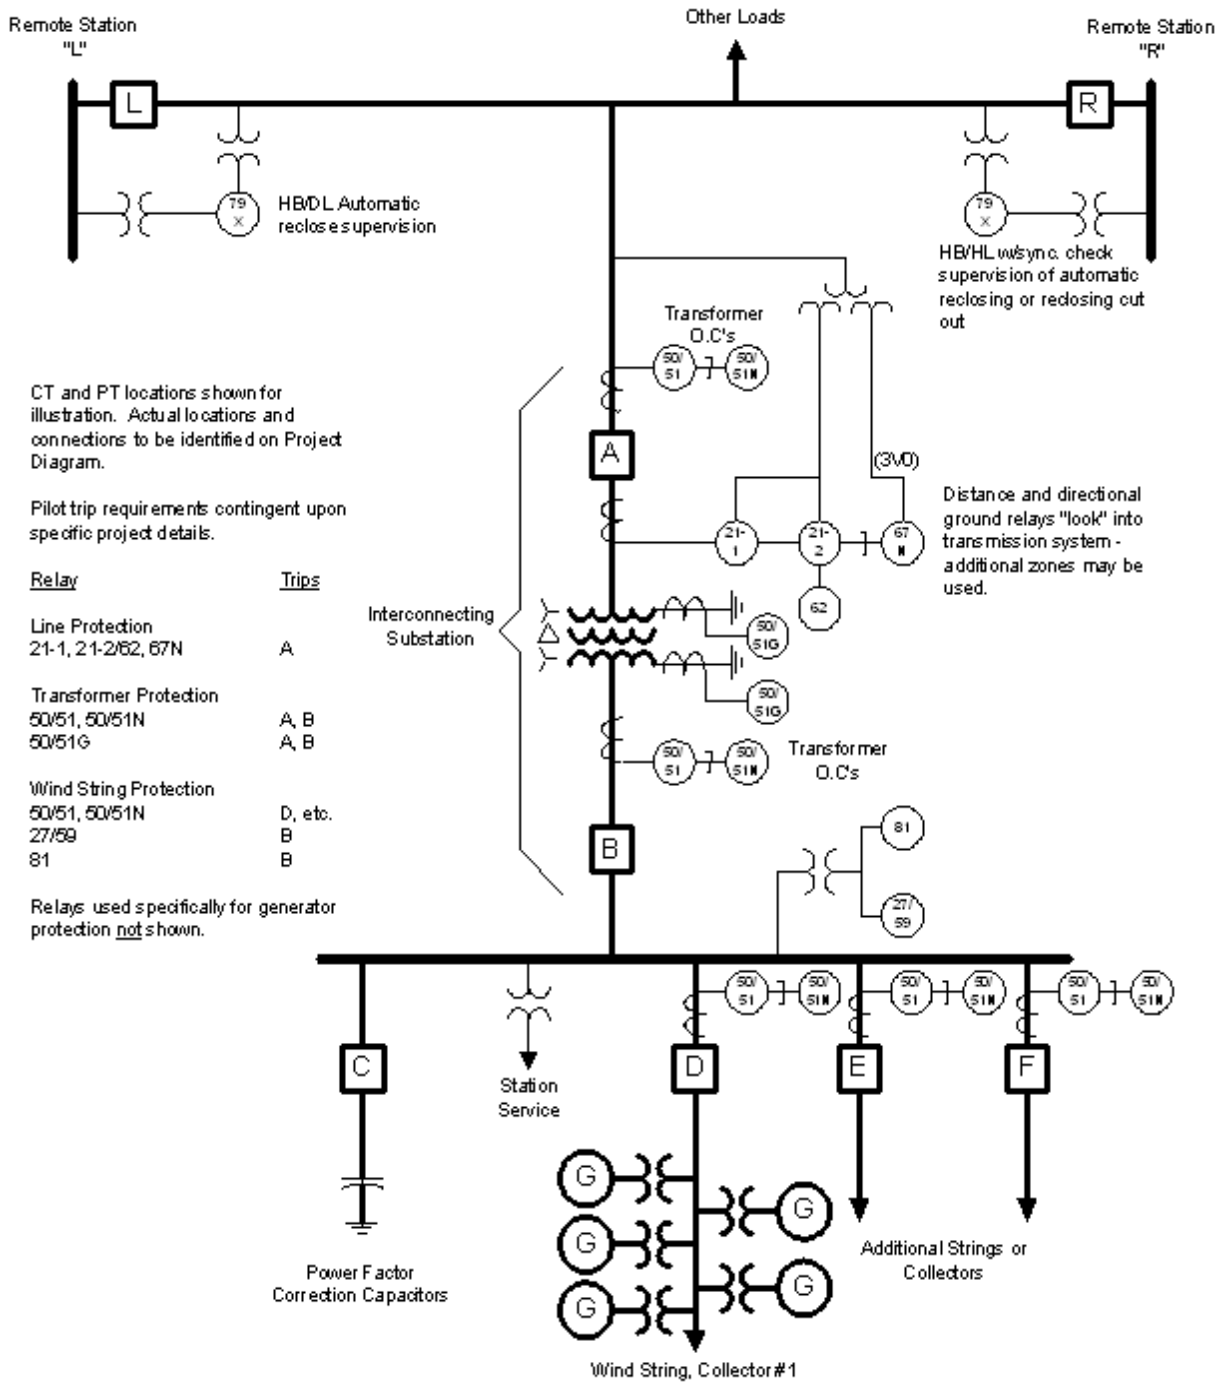 Other Loads
Remote Station
"L"
Remote Station
"R"
L
R
79
X
HB/DL Automatic
reclose supervision
79
X
HB/HL w/sync. check
supervision of automatic
reclosing or reclosing cut
out
Transformer
O.C's
50/
51
50/
51N
CT and PT locations shown for
illustration. Actual locations and
connections to be identified on Project
Diagram.
A
(3V0)
Pilot trip requirements contingent upon
specific project details.
Distance and directional
ground relays "look" into
transmission system -
additional zones may be
used.
21-
1
21-
2
67
N
62
Relay Trips
Line Protection
21-1, 21-2/62, 67N A
Transformer Protection
50/51, 50/51N A, B
50/51G A, B
Wind String Protection
50/51, 50/51N D, etc.
27/59 B
81 B
Relays used specifically for generator
protection not shown.
Interconnecting
Substation
50/
51G
50/
51G
50/
51
50/
51N
Transformer
O.C's
B
81
27/
59
50/
51
50/
51N
50/
51
50/
51N
50/
51
50/
51N
C
D
E
F
Station
Service
G
G
G
G
G
Power Factor
Correction Capacitors
Additional Strings or
Collectors
Wind String, Collector #1